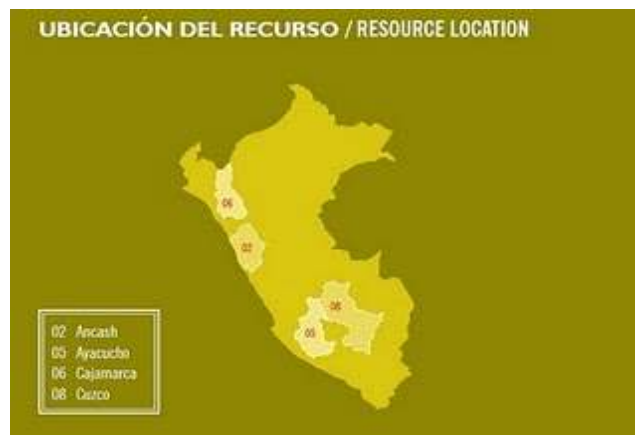 UBICACIÓN DEL RECURSO / RESOURCE LOCATION
06
02
08
05
02 Ancash
05 Ayacucho
06 Cajamarca
08 Cuzco